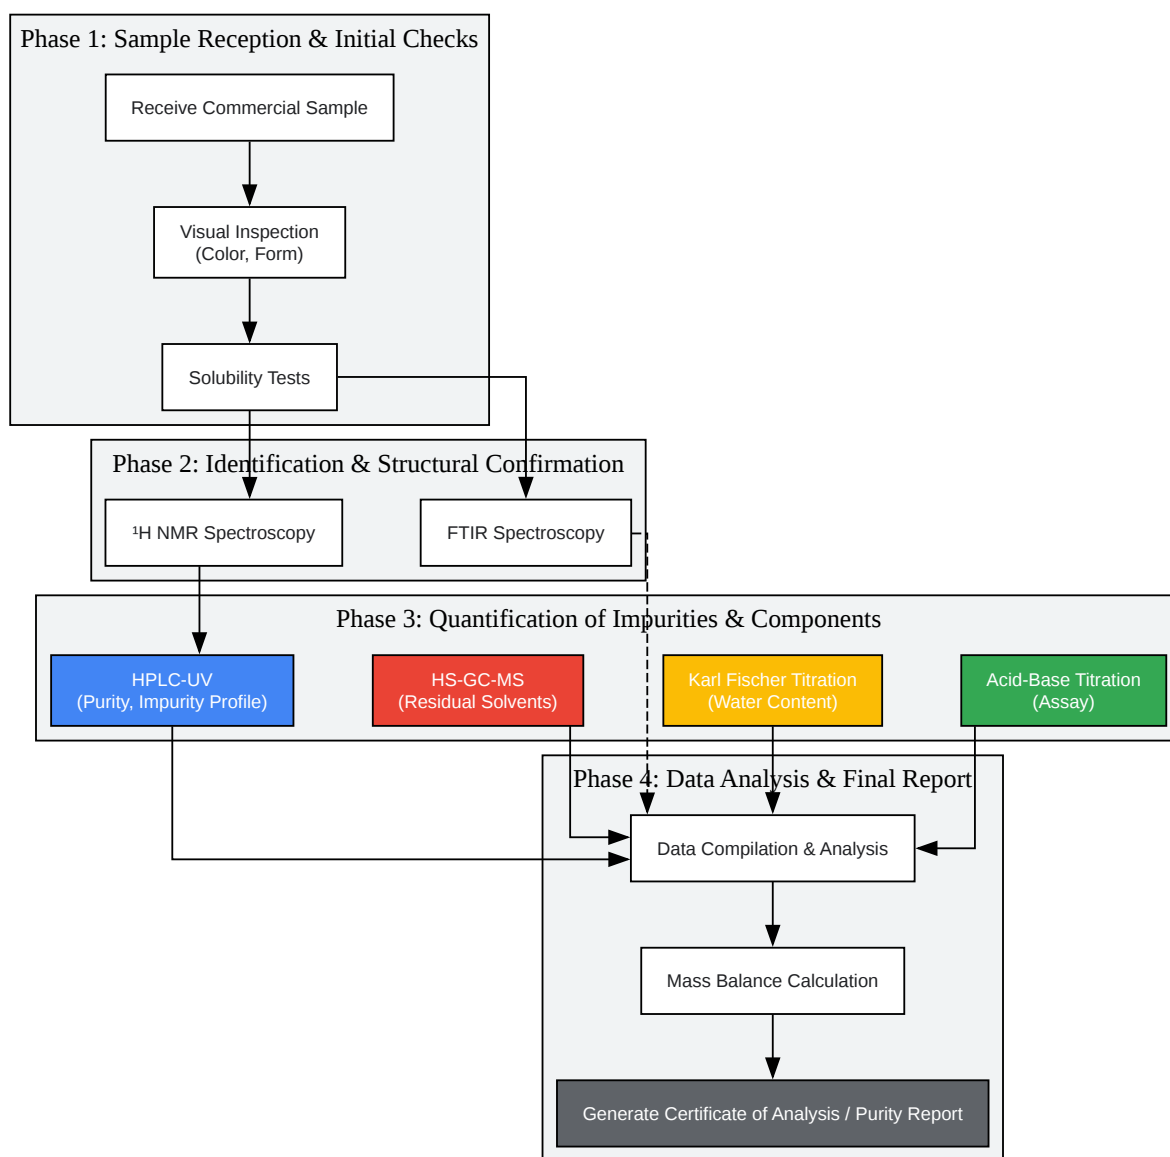 Phase 1: Sample Reception & Initial Checks
Receive Commercial Sample
Visual Inspection
(Color, Form)
Solubility Tests
Phase 2: Identification & Structural Confirmation
¹H NMR Spectroscopy
FTIR Spectroscopy
Phase 3: Quantification of Impurities & Components
HPLC-UV
(Purity, Impurity Profile)
HS-GC-MS
(Residual Solvents)
Karl Fischer Titration
(Water Content)
Acid-Base Titration
(Assay)
Phase 4: Data Analysis & Final Report
Data Compilation & Analysis
Mass Balance Calculation
Generate Certificate of Analysis / Purity Report